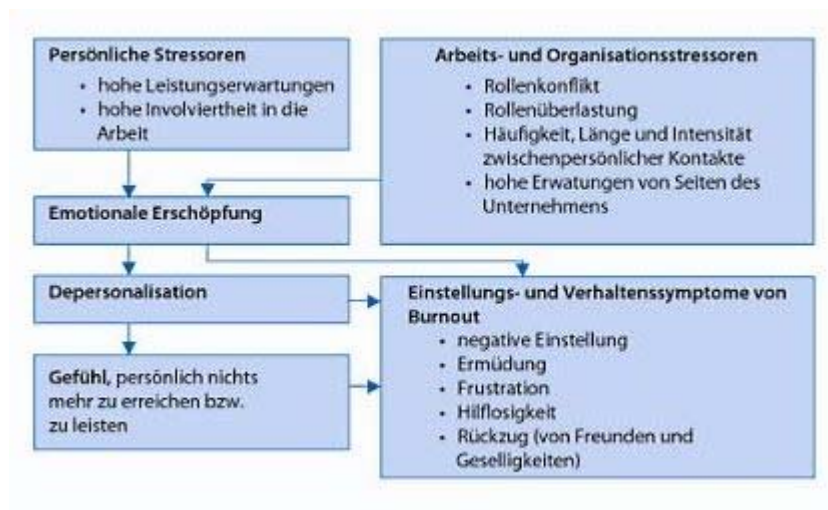 Persönliche Stressoren
• hohe Leistungserwartungen
• hohe Involviertheit in die
Arbeit
Arbeits- und Organisationsstressoren
• Rollenkonflikt
• Rollenüberlastung
• Häufigkeit, Länge und Intensität
zwischenpersönlicher Kontakte
• hohe Erwatungen von Seiten des
Unternehmens
Emotionale Erschöpfung
Depersonalisation
Gefühl, persönlich nichts
mehr zu erreichen bzw.
zu leisten
Einstellungs- und Verhaltenssymptome von
Burnout
• negative Einstellung
• Ermüdung
• Frustration
• Hilflosigkeit
• Rückzug (von Freunden und
Geselligkeiten)